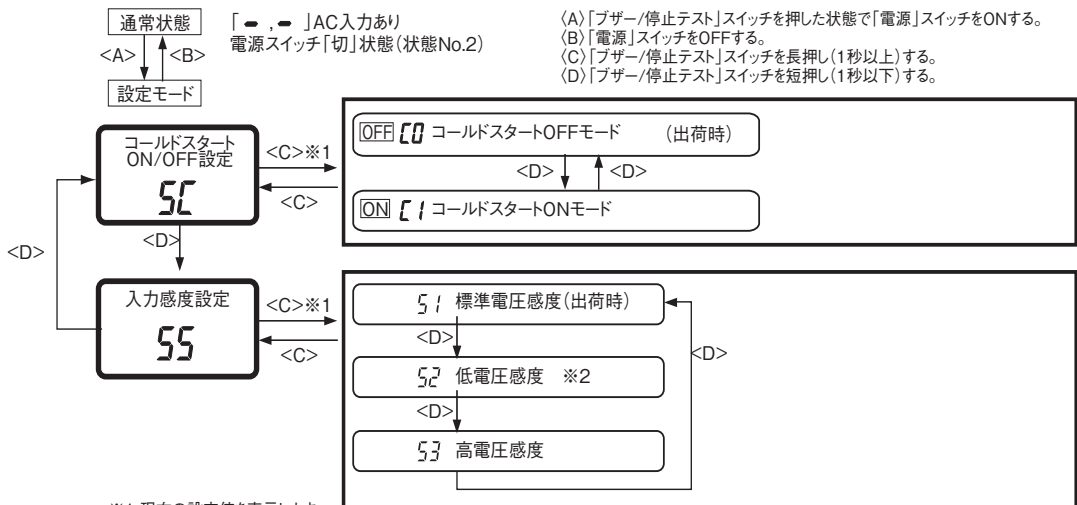 通常状態
「 ━ , ━ 」AC入力あり
電源スイッチ「切」状態(状態No.2)
<A>
<B>
設定モード
〈A〉「ブザー/停止テスト」スイッチを押した状態で「電源」スイッチをONする。
〈B〉「電源」スイッチをOFFする。
〈C〉「ブザー/停止テスト」スイッチを長押し(1秒以上)する。
〈D〉「ブザー/停止テスト」スイッチを短押し(1秒以下)する。
コールドスタート
ON/OFF設定
SC
<C>※1
<C>
OFF C0 コールドスタートOFFモード (出荷時)
<D> <D>
ON C1 コールドスタートONモード
<D>
<D>
入力感度設定
SS
<C>※1
<C>
S1 標準電圧感度(出荷時)
<D>
S2 低電圧感度 ※2
<D>
S3 高電圧感度
<D>